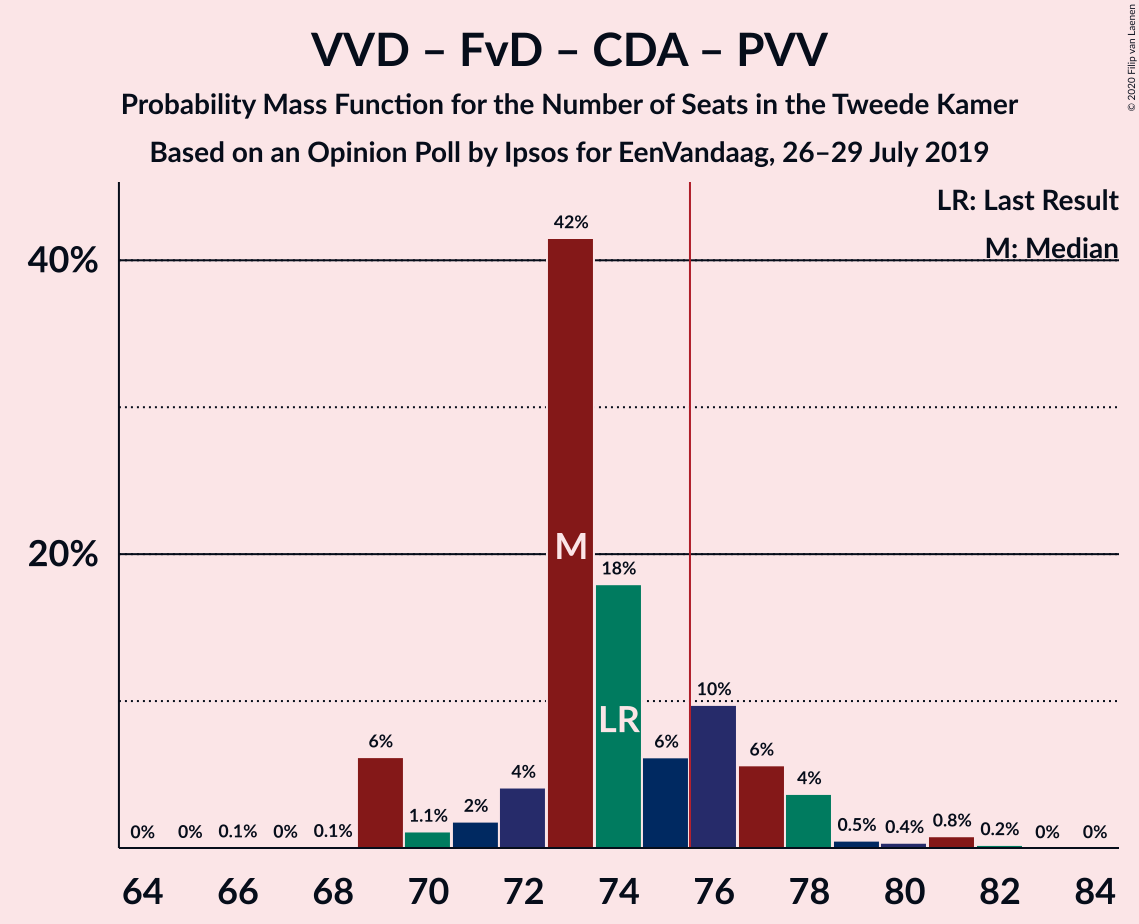 VVD – FvD – CDA – PVV
Probability Mass Function for the Number of Seats in the Tweede Kamer
Based on an Opinion Poll by Ipsos for EenVandaag, 26–29 July 2019
© 2020 Filip van Laenen
LR: Last Result
M: Median
40%
20%
0%
0%
0.1%
0%
0.1%
6%
1.1%
2%
4%
42%
18%
6%
10%
6%
4%
0.5%
0.4%
0.8%
0.2%
0%
0%
M
LR
64 66 68 70 72 74 76 78 80 82 84